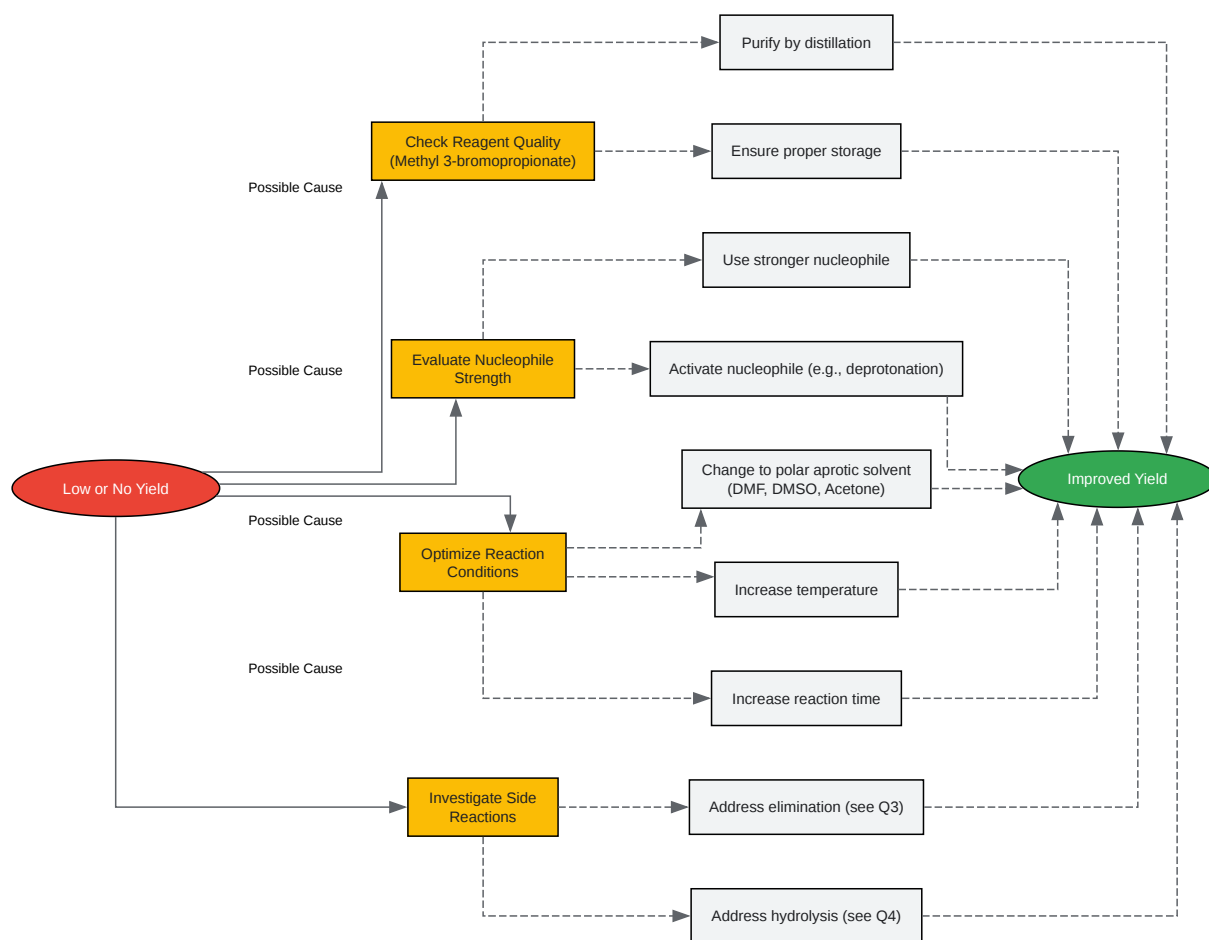 Purify by distillation
Check Reagent Quality
(Methyl 3-bromopropionate)
Ensure proper storage
Possible Cause
Use stronger nucleophile
Evaluate Nucleophile
Strength
Possible Cause
Activate nucleophile (e.g., deprotonation)
Low or No Yield
Change to polar aprotic solvent
(DMF, DMSO, Acetone)
Improved Yield
Possible Cause
Optimize Reaction
Conditions
Increase temperature
Possible Cause
Increase reaction time
Investigate Side
Reactions
Address elimination (see Q3)
Address hydrolysis (see Q4)